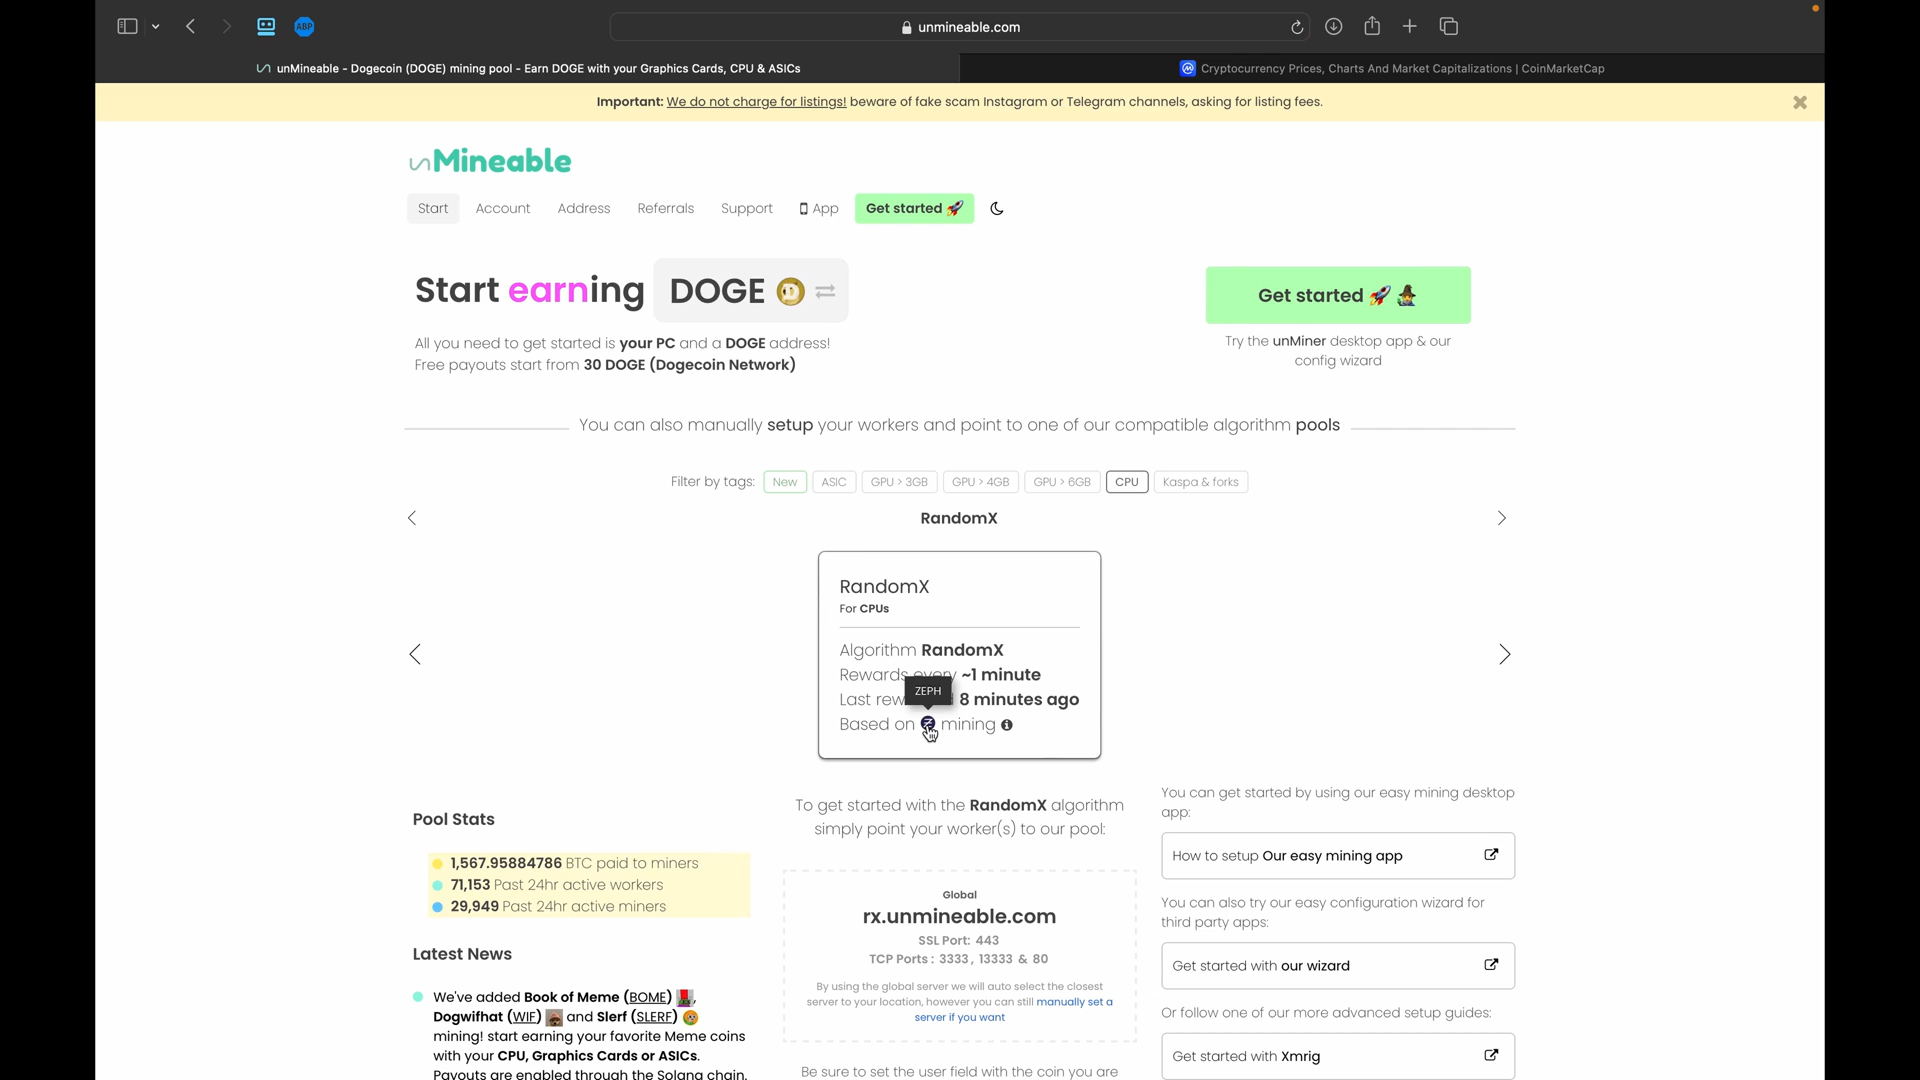 ABP
unmineable.com
unMineable - Dogecoin (DOGE) mining pool - Earn DOGE with your Graphics Cards, CPU & ASICs
Cryptocurrency Prices, Charts And Market Capitalizations | CoinMarketCap
Important: We do not charge for listings! beware of fake scam Instagram or Telegram channels, asking for listing fees.
unMineable
Start Account Address Referrals Support App Get started
Start earning DOGE
Get started
All you need to get started is your PC and a DOGE address!
Free payouts start from 30 DOGE (Dogecoin Network)
Try the unMiner desktop app & our
config wizard
You can also manually setup your workers and point to one of our compatible algorithm pools
Filter by tags: New ASIC GPU > 3GB GPU > 4GB GPU > 6GB CPU Kaspa & forks
RandomX
RandomX
For CPUs
Algorithm RandomX
Rewards every ~1 minute
ZEPH
Last rew 8 minutes ago
Based on mining
Pool Stats
1,567.95884786 BTC paid to miners
71,153 Past 24hr active workers
29,949 Past 24hr active miners
Latest News
We've added Book of Meme (BOME),
Dogwifhat (WIF) and Slerf (SLERF)
mining! start earning your favorite Meme coins
with your CPU, Graphics Cards or ASICs.
Payouts are enabled through the Solana chain.
To get started with the RandomX algorithm
simply point your worker(s) to our pool:
Global
rx.unmineable.com
SSL Port: 443
TCP Ports : 3333, 13333 & 80
By using the global server we will auto select the closest
server to your location, however you can still manually set a
server if you want
Be sure to set the user field with the coin you are
You can get started by using our easy mining desktop
app:
How to setup Our easy mining app
You can also try our easy configuration wizard for
third party apps:
Get started with our wizard
Or follow one of our more advanced setup guides:
Get started with Xmrig